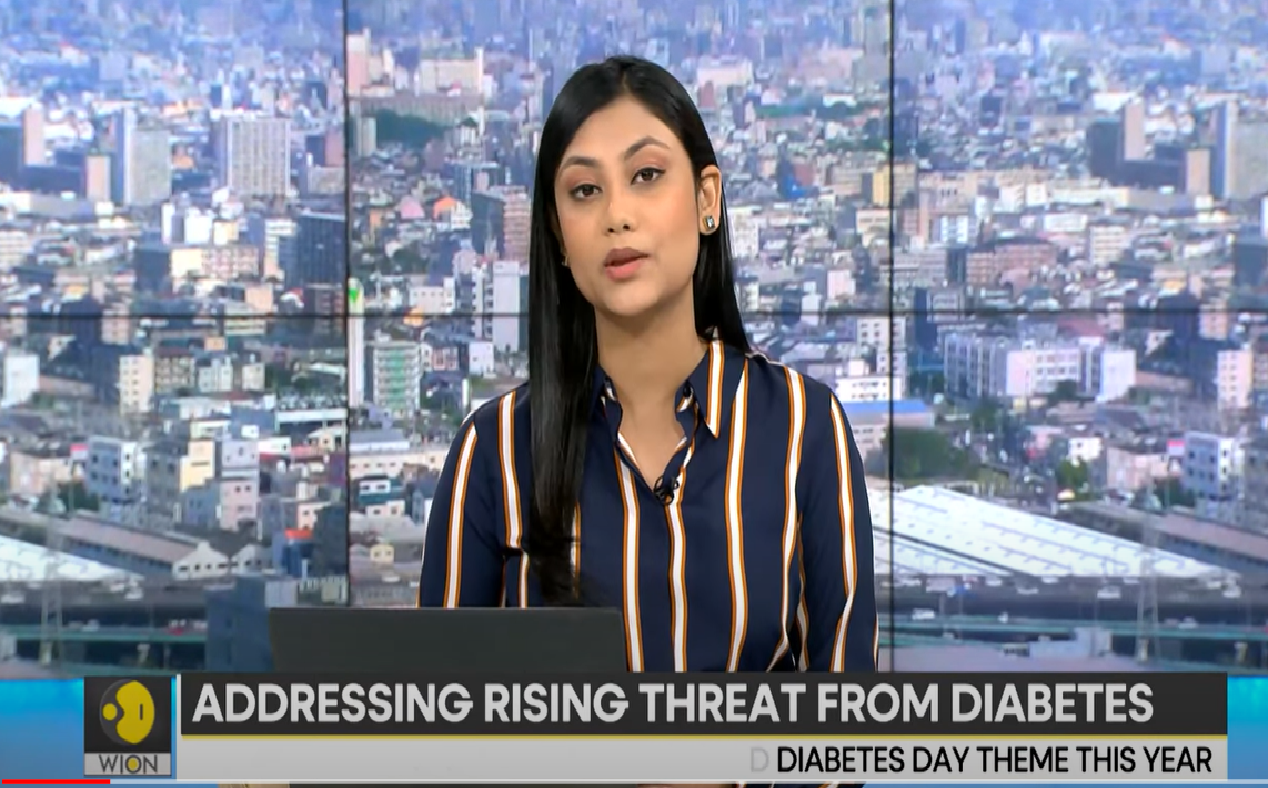 ADDRESSING RISING THREAT FROM DIABETES
WION
D DIABETES DAY THEME THIS YEAR